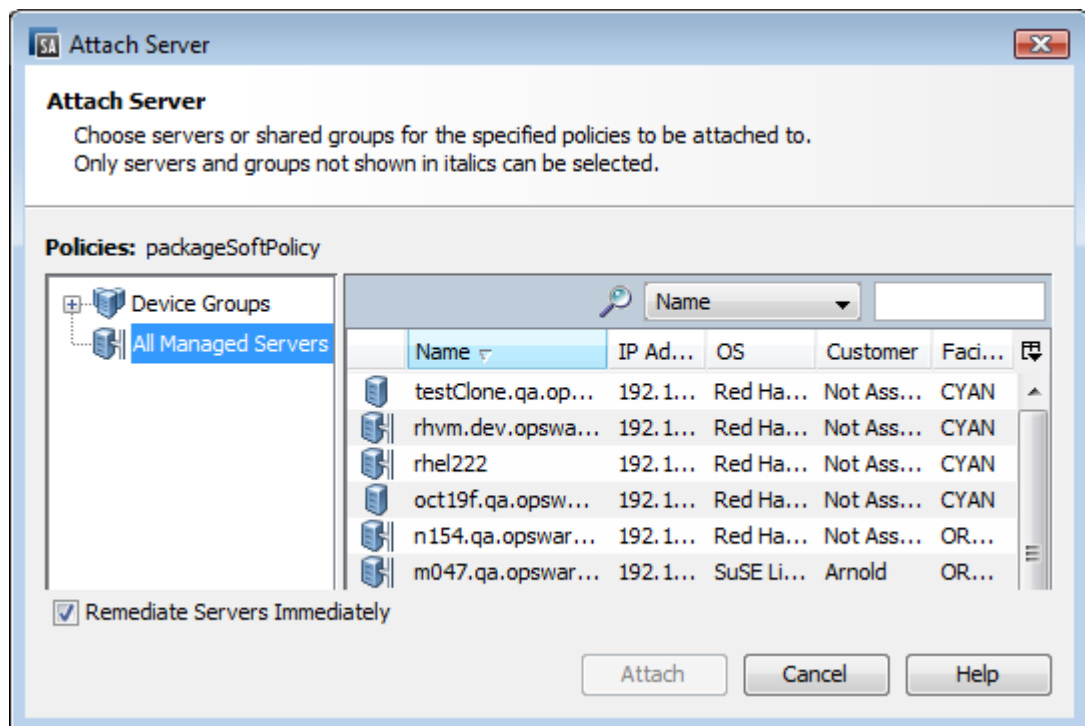 SA Attach Server
Attach Server
Choose servers or shared groups for the specified policies to be attached to.
Only servers and groups not shown in italics can be selected.
Policies: packageSoftPolicy
Device Groups
All Managed Servers
Name
Name IP Ad... OS Customer Faci...
testClone.qa.op... 192.1... Red Ha... Not Ass... CYAN
rhvm.dev.opswa... 192.1... Red Ha... Not Ass... CYAN
rhel222 192.1... Red Ha... Not Ass... CYAN
oct19f.qa.opsw... 192.1... Red Ha... Not Ass... CYAN
n154.qa.opswar... 192.1... Red Ha... Not Ass... OR...
m047.qa.opswar... 192.1... SuSE Li... Arnold OR...
Remediate Servers Immediately
Attach Cancel Help